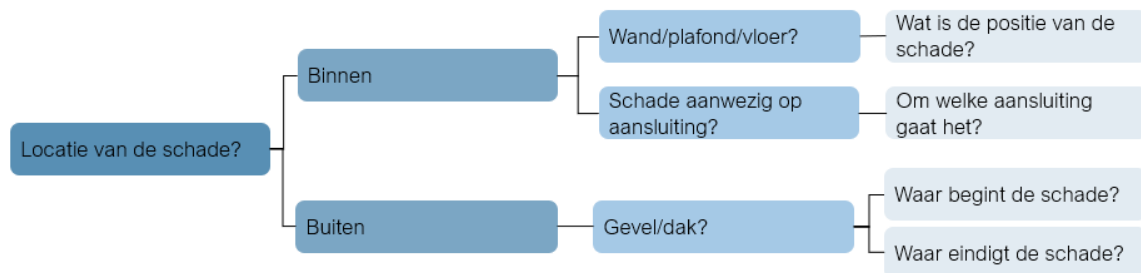 Locatie van de schade?
Binnen
Wand/plafond/vloer?
Wat is de positie van de
schade?
Schade aanwezig op
aansluiting?
Om welke aansluiting
gaat het?
Buiten
Gevel/dak?
Waar begint de schade?
Waar eindigt de schade?